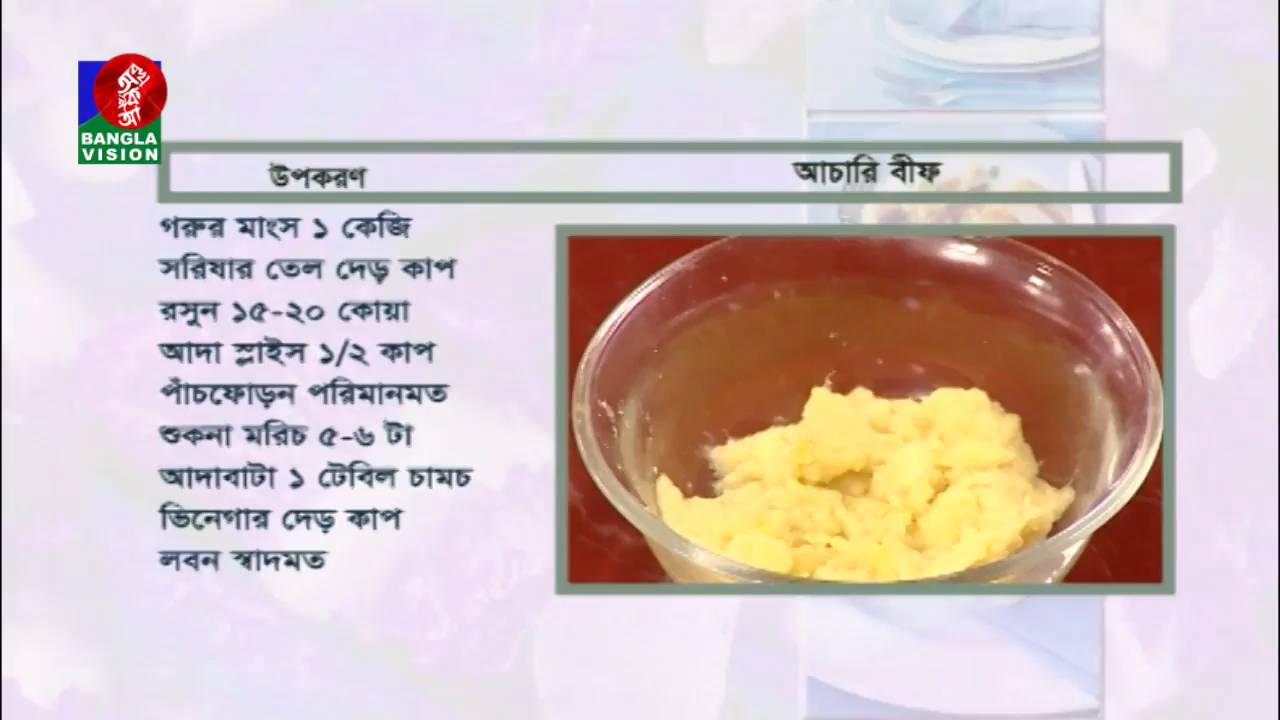 BANGLA
VISION
উপকরণ
আচারি বীফ
গরুর মাংস ১ কেজি
সরিষার তেল দেড় কাপ
রসুন ১৫-২০ কোয়া
আদা স্লাইস ১/২ কাপ
পাঁচফোড়ন পরিমানমত
শুকনা মরিচ ৫-৬ টা
আদাবাটা ১ টেবিল চামচ
ভিনেগার দেড় কাপ
লবন স্বাদমত